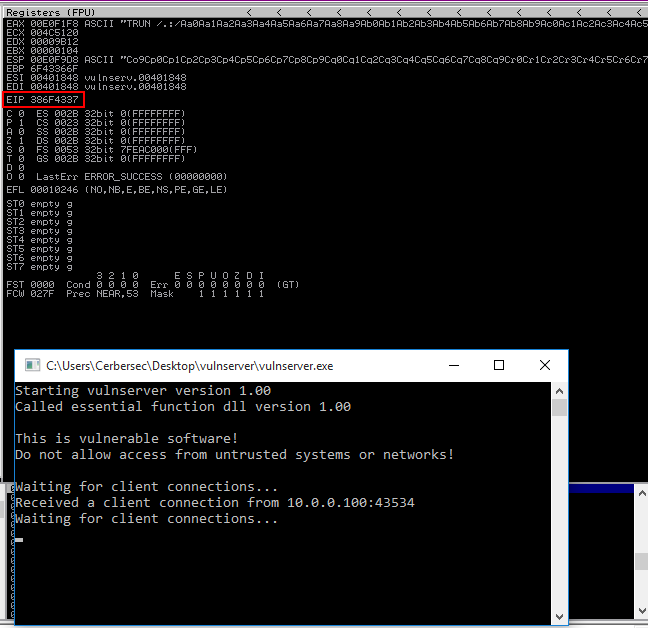 Registers (FPU) < < < < < < < < < < < < < <
EAX 00E0F1F8 ASCII "TRUN /.:/Aa0Aa1Aa2Aa3Aa4Aa5Aa6Aa7Aa8Aa9Ab0Ab1Ab2Ab3Ab4Ab5Ab6Ab7Ab8Ab9Ac0Ac1Ac2Ac3Ac4Ac5
ECX 004C5120
EDX 00009B12
EBX 00000104
ESP 00E0F9D8 ASCII "Co9Cp0Cp1Cp2Cp3Cp4Cp5Cp6Cp7Cp8Cp9Cq0Cq1Cq2Cq3Cq4Cq5Cq6Cq7Cq8Cq9Cr0Cr1Cr2Cr3Cr4Cr5Cr6Cr7
EBP 6F43366F
ESI 00401848 vulnserv.00401848
EDI 00401848 vulnserv.00401848
EIP 386F4337
C 0 ES 002B 32bit 0(FFFFFFFF)
P 1 CS 0023 32bit 0(FFFFFFFF)
A 0 SS 002B 32bit 0(FFFFFFFF)
Z 1 DS 002B 32bit 0(FFFFFFFF)
S 0 FS 0053 32bit 7FEAC000(FFF)
T 0 GS 002B 32bit 0(FFFFFFFF)
D 0
O 0 LastErr ERROR_SUCCESS (00000000)
EFL 00010246 (NO,NB,E,BE,NS,PE,GE,LE)
ST0 empty g
ST1 empty g
ST2 empty g
ST3 empty g
ST4 empty g
ST5 empty g
ST6 empty g
ST7 empty g
3 2 1 0 E S P U O Z D I
FST 0000 Cond 0 0 0 0 Err 0 0 0 0 0 0 0 0 (GT)
FCW 027F Prec NEAR,53 Mask 1 1 1 1 1 1
C:\Users\Cerbersec\Desktop\vulnserver\vulnserver.exe
Starting vulnserver version 1.00
Called essential function dll version 1.00
This is vulnerable software!
Do not allow access from untrusted systems or networks!
Waiting for client connections...
Received a client connection from 10.0.0.100:43534
Waiting for client connections...